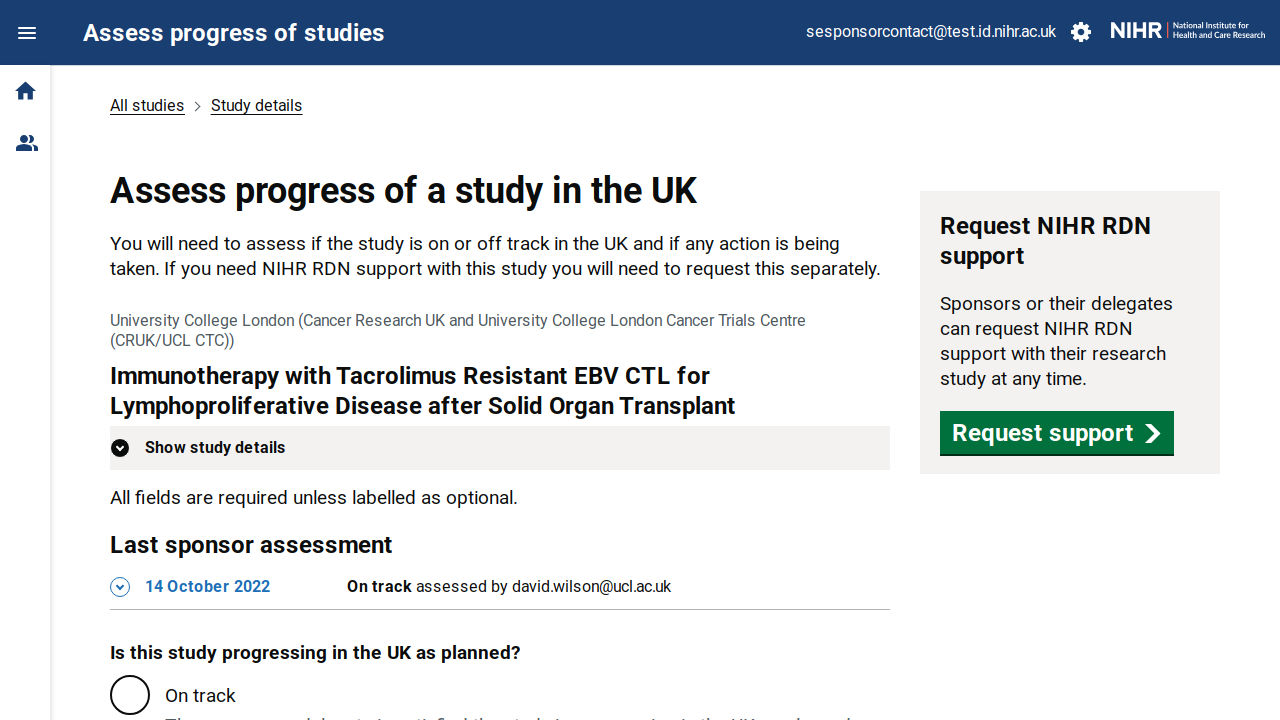 Assess progress of studies
sesponsorcontact@test.id.nihr.ac.uk
NIHR
National Institute for
Health and Care Research
All studies
Study details
Assess progress of a study in the UK
You will need to assess if the study is on or off track in the UK and if any action is being
taken. If you need NIHR RDN support with this study you will need to request this separately.
University College London (Cancer Research UK and University College London Cancer Trials Centre
(CRUK/UCL CTC))
Immunotherapy with Tacrolimus Resistant EBV CTL for
Lymphoproliferative Disease after Solid Organ Transplant
Show study details
All fields are required unless labelled as optional.
Last sponsor assessment
14 October 2022
On track assessed by david.wilson@ucl.ac.uk
Is this study progressing in the UK as planned?
On track
Request NIHR RDN
support
Sponsors or their delegates
can request NIHR RDN
support with their research
study at any time.
Request support